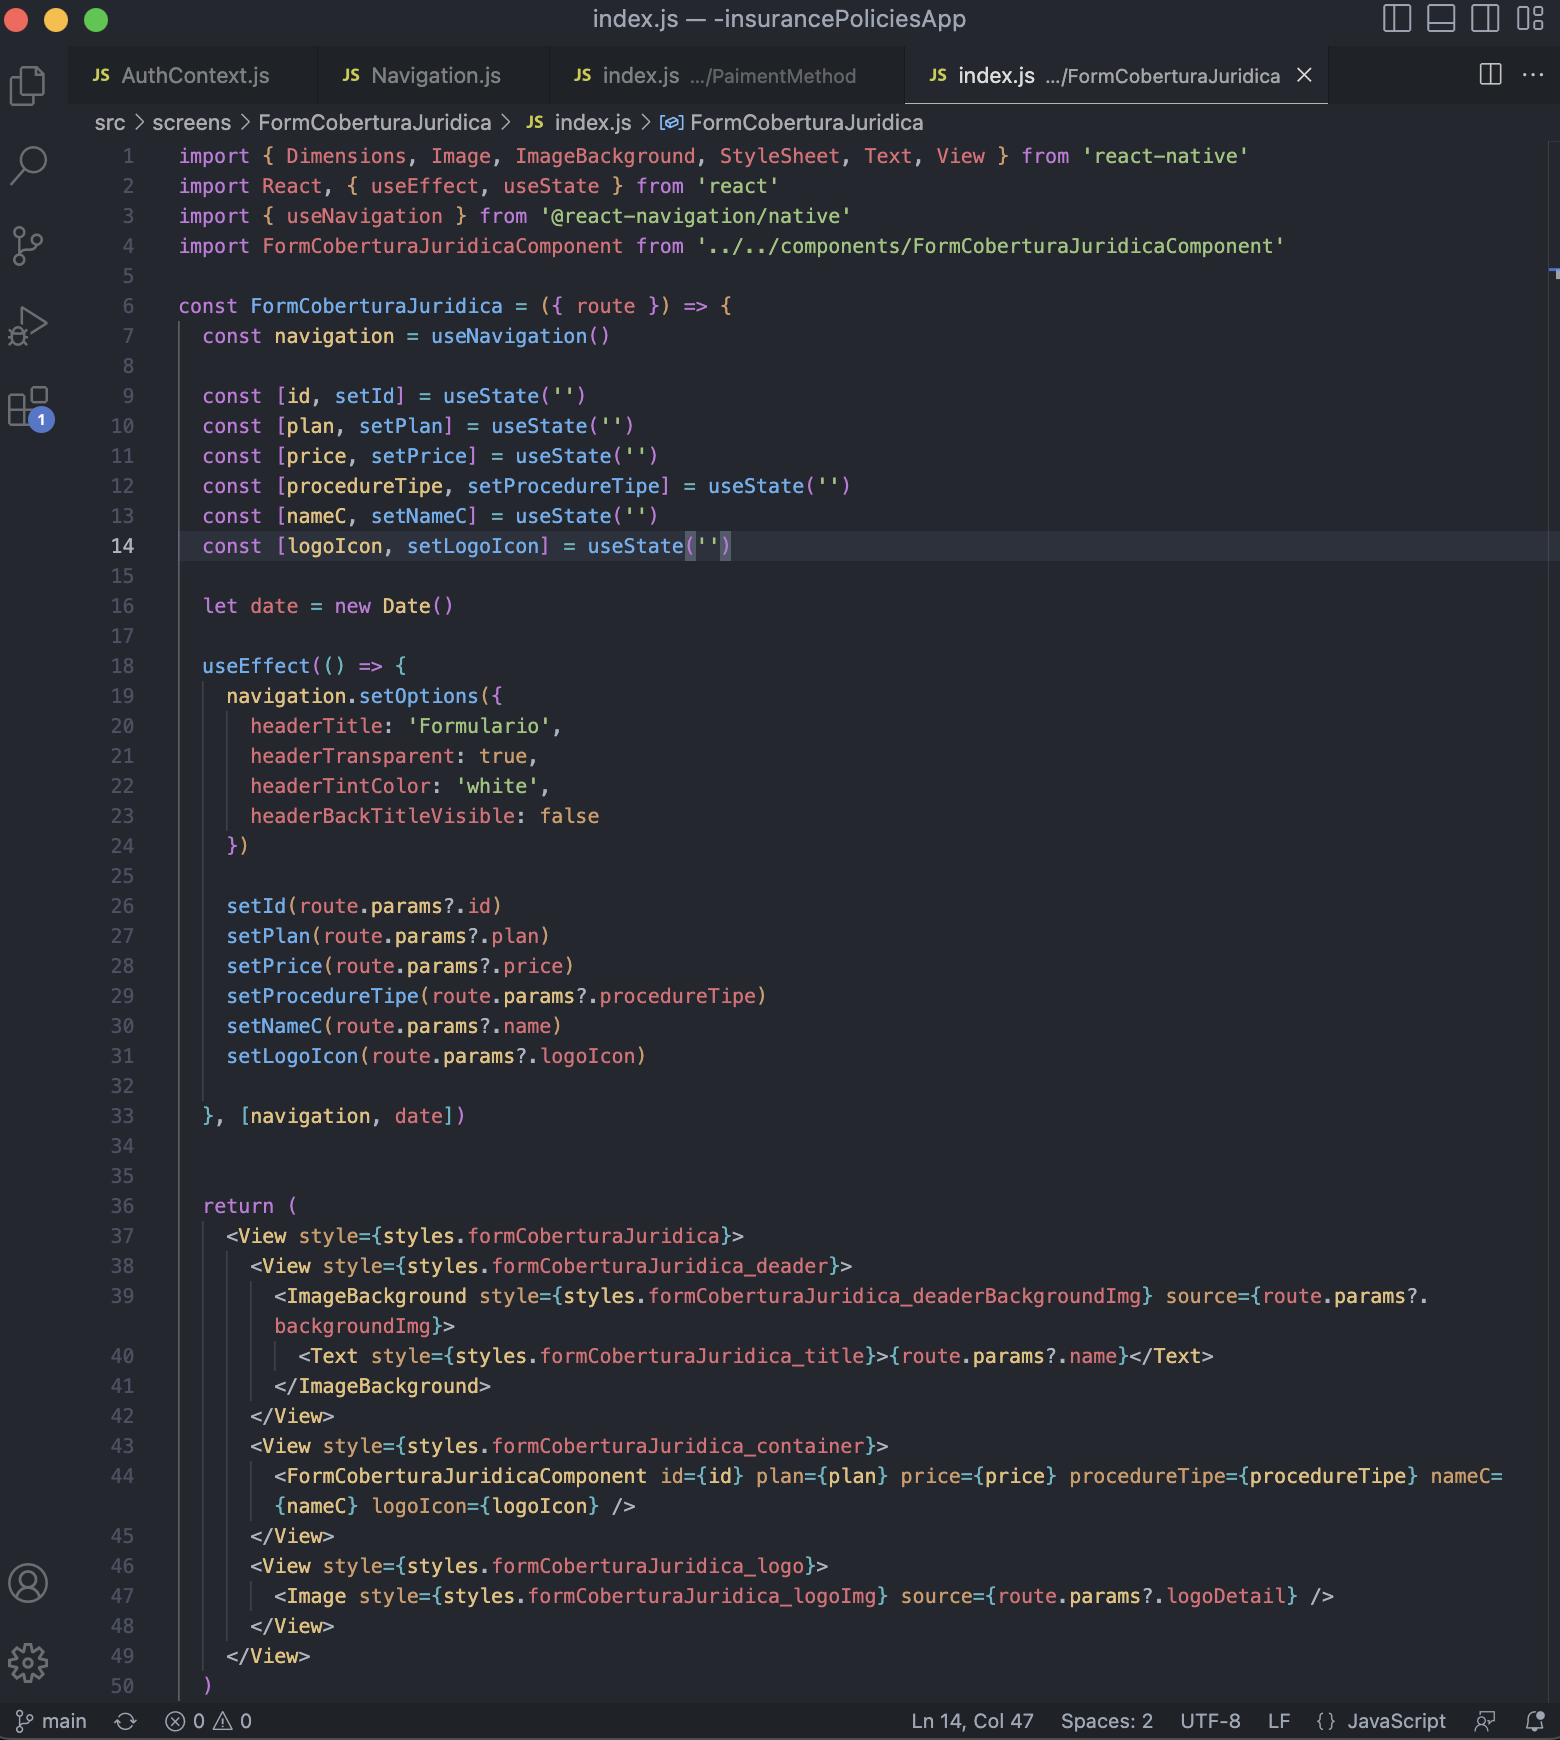 index.js — -insurancePoliciesApp
JS AuthContext.js JS Navigation.js JS index.js .../PaimentMethod JS index.js .../FormCoberturaJuridica
src > screens > FormCoberturaJuridica > JS index.js > FormCoberturaJuridica
1 import { Dimensions, Image, ImageBackground, StyleSheet, Text, View } from 'react-native'
2 import React, { useEffect, useState } from 'react'
3 import { useNavigation } from '@react-navigation/native'
4 import FormCoberturaJuridicaComponent from '../../components/FormCoberturaJuridicaComponent'
5
6 const FormCoberturaJuridica = ({ route }) => {
7 const navigation = useNavigation()
8
9 const [id, setId] = useState('')
10 const [plan, setPlan] = useState('')
11 const [price, setPrice] = useState('')
12 const [procedureTipe, setProcedureTipe] = useState('')
13 const [nameC, setNameC] = useState('')
14 const [logoIcon, setLogoIcon] = useState('')
15
16 let date = new Date()
17
18 useEffect(() => {
19 navigation.setOptions({
20 headerTitle: 'Formulario',
21 headerTransparent: true,
22 headerTintColor: 'white',
23 headerBackTitleVisible: false
24 })
25
26 setId(route.params?.id)
27 setPlan(route.params?.plan)
28 setPrice(route.params?.price)
29 setProcedureTipe(route.params?.procedureTipe)
30 setNameC(route.params?.name)
31 setLogoIcon(route.params?.logoIcon)
32
33 }, [navigation, date])
34
35
36 return (
37 <View style={styles.formCoberturaJuridica}>
38 <View style={styles.formCoberturaJuridica_deader}>
39 <ImageBackground style={styles.formCoberturaJuridica_deaderBackgroundImg} source={route.params?.
backgroundImg}>
40 <Text style={styles.formCoberturaJuridica_title}>{route.params?.name}</Text>
41 </ImageBackground>
42 </View>
43 <View style={styles.formCoberturaJuridica_container}>
44 <FormCoberturaJuridicaComponent id={id} plan={plan} price={price} procedureTipe={procedureTipe} nameC=
{nameC} logoIcon={logoIcon} />
45 </View>
46 <View style={styles.formCoberturaJuridica_logo}>
47 <Image style={styles.formCoberturaJuridica_logoImg} source={route.params?.logoDetail} />
48 </View>
49 </View>
50 )
1
main 0 0 Ln 14, Col 47 Spaces: 2 UTF-8 LF {} JavaScript